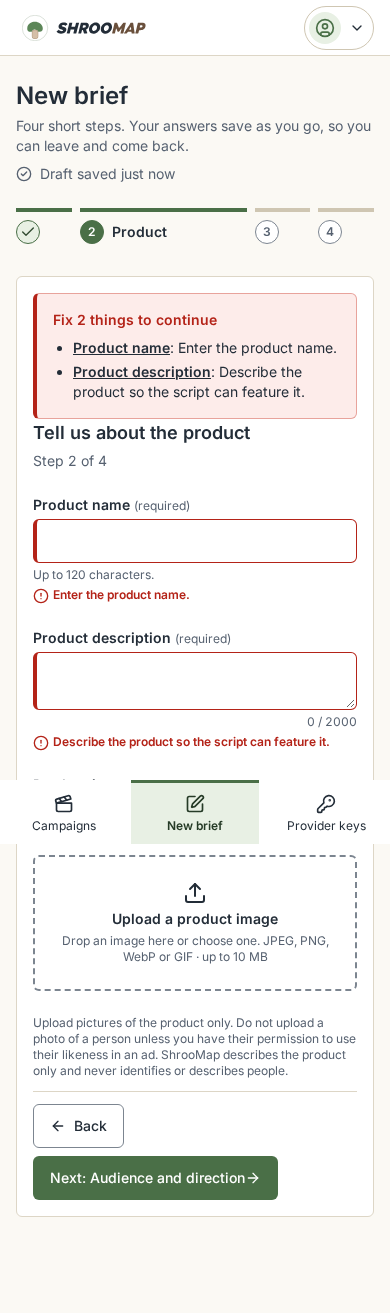 SHROOMAP
New brief
Four short steps. Your answers save as you go, so you
can leave and come back.
Draft saved just now
2 Product 3 4
Fix 2 things to continue
Product name: Enter the product name.
Product description: Describe the
product so the script can feature it.
Tell us about the product
Step 2 of 4
Product name (required)
Up to 120 characters.
Enter the product name.
Product description (required)
0 / 2000
Describe the product so the script can feature it.
Campaigns New brief Provider keys
Upload a product image
Drop an image here or choose one. JPEG, PNG,
WebP or GIF · up to 10 MB
Upload pictures of the product only. Do not upload a
photo of a person unless you have their permission to use
their likeness in an ad. ShrooMap describes the product
only and never identifies or describes people.
Back
Next: Audience and direction